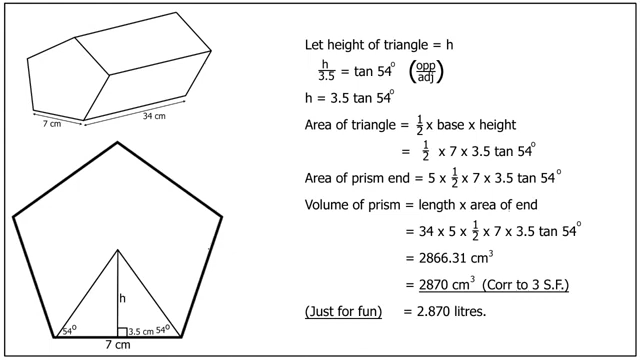 7 cm
34 cm
h
54°
3.5 cm 54°
7 cm
Let height of triangle = h
h/3.5 = tan 54° (opp/adj)
h = 3.5 tan 54°
Area of triangle = 1/2 x base x height
= 1/2 x 7 x 3.5 tan 54°
Area of prism end = 5 x 1/2 x 7 x 3.5 tan 54°
Volume of prism = length x area of end
= 34 x 5 x 1/2 x 7 x 3.5 tan 54°
= 2866.31 cm³
= 2870 cm³ (Corr to 3 S.F.)
(Just for fun) = 2.870 litres.